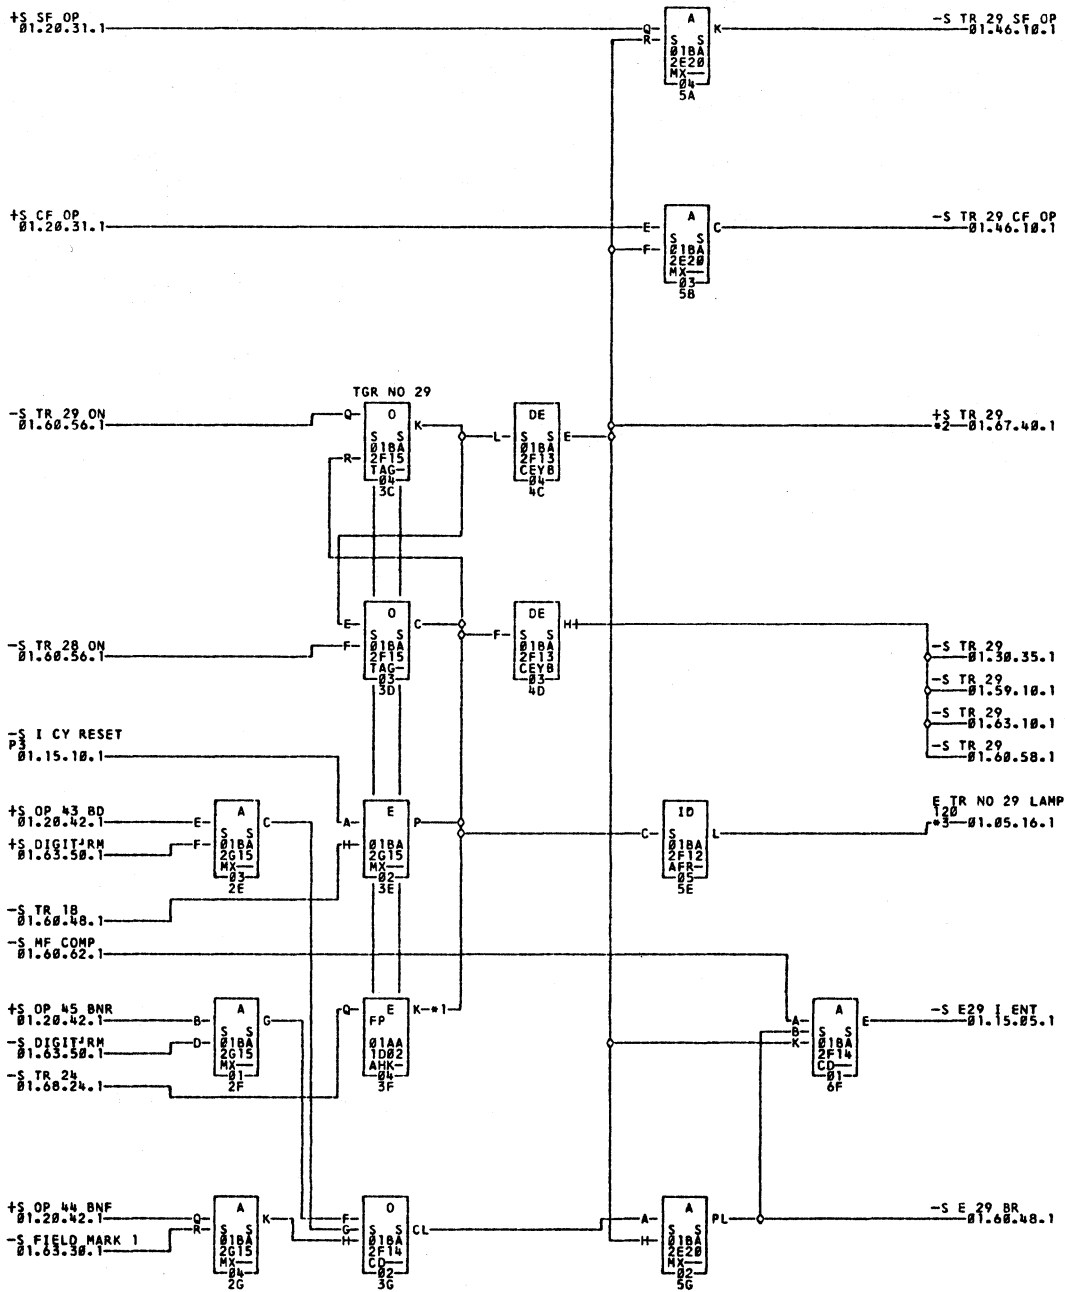 +S SF OP
01.20.31.1
Q
R
A
S S
01BA
2E20
MX—
04
5A
K
-S TR 29 SF OP
01.46.10.1
+S CF OP
01.20.31.1
E
F
A
S S
01BA
2E20
MX—
03
5B
C
-S TR 29 CF OP
01.46.10.1
TGR NO 29
-S TR 29 ON
01.60.56.1
Q
R
O
S S
01BA
2F15
TAG-
04
3C
K
L
DE
S S
01BA
2F13
CEYB
04
4C
E
+S TR 29
*2 01.67.40.1
-S TR 28 ON
01.60.56.1
E
F
O
S S
01BA
2F15
TAG-
03
3D
C
F
DE
S S
01BA
2F13
CEYB
03
4D
H
-S TR 29
01.30.35.1
-S TR 29
01.59.10.1
-S TR 29
01.63.10.1
-S TR 29
01.60.58.1
-S I CY RESET
P3
01.15.10.1
+S OP 43 BD
01.20.42.1
+S DIGIT+RM
01.63.50.1
E
F
A
S S
01BA
2G15
MX—
03
2E
C
A
H
E
01BA
2G15
MX—
02
3E
P
C
ID
S
01BA
2F12
AFR-
05
5E
L
E TR NO 29 LAMP
120
*3 01.05.16.1
-S TR 18
01.60.48.1
-S MF COMP
01.60.62.1
+S OP 45 BNR
01.20.42.1
-S DIGIT+RM
01.63.50.1
B
D
A
S S
01BA
2G15
MX—
01
2F
G
-S TR 24
01.68.24.1
Q
E
FP
01AA
1D02
AHK-
04
3F
K *1
A
B
K
A
S S
01BA
2F14
CD—
01
6F
E
-S E29 I ENT
01.15.05.1
+S OP 44 BNF
01.20.42.1
-S FIELD MARK 1
01.63.30.1
Q
R
A
S S
01BA
2G15
MX—
04
2G
K
F
G
H
O
S S
01BA
2F14
CD—
02
3G
CL
A
H
A
S S
01BA
2E20
MX—
02
5G
PL
-S E 29 BR
01.60.48.1